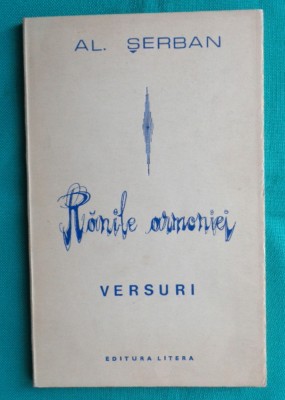 AL. ŞERBAN
Rănile armoniei
VERSURI
EDITURA LITERA